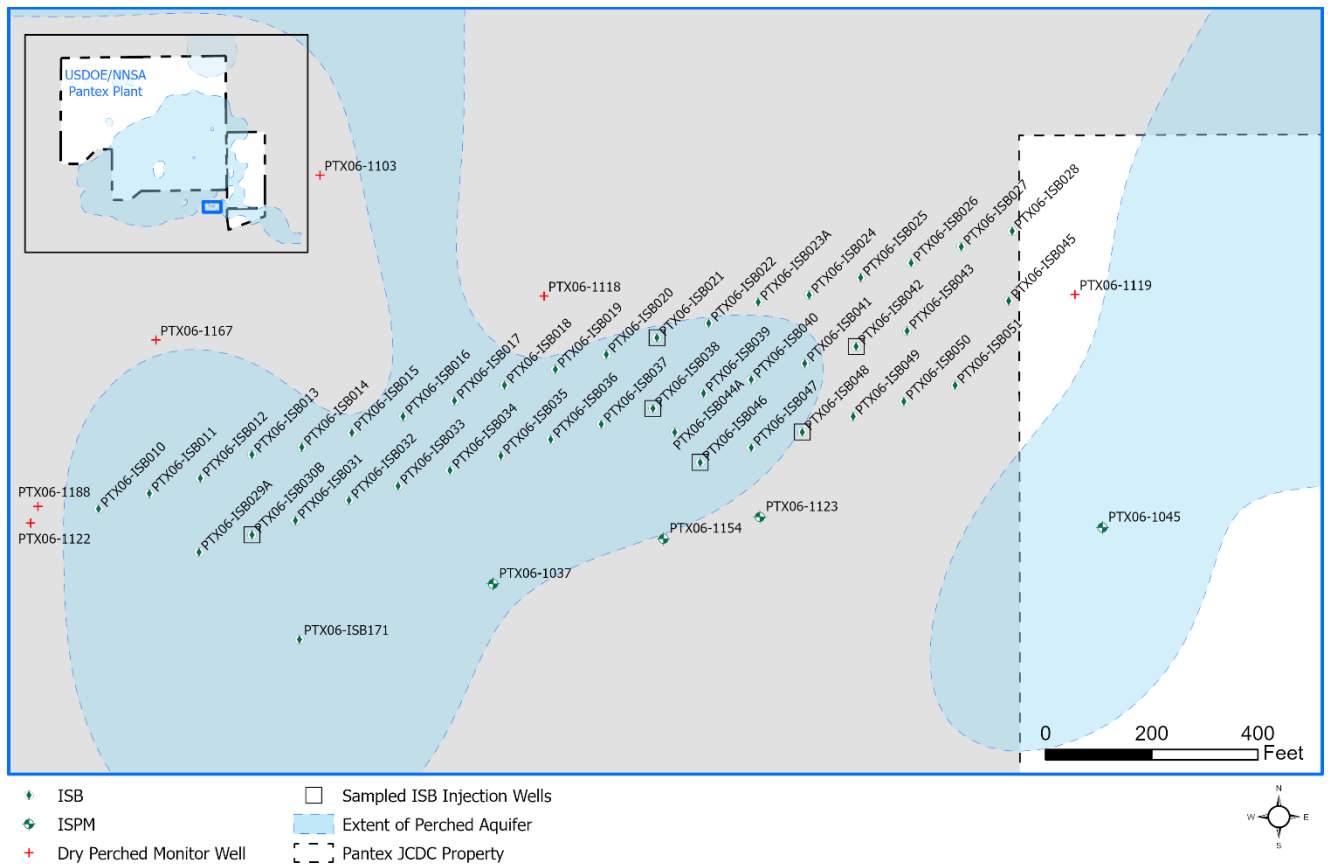 USDOE/NNSA
Pantex Plant
PTX06-1103
PTX06-1118
PTX06-1167
PTX06-1119
PTX06-1188
PTX06-1122
PTX06-ISB010
PTX06-ISB011
PTX06-ISB012
PTX06-ISB013
PTX06-ISB014
PTX06-ISB015
PTX06-ISB016
PTX06-ISB017
PTX06-ISB018
PTX06-ISB019
PTX06-ISB020
PTX06-ISB021
PTX06-ISB022
PTX06-ISB023A
PTX06-ISB024
PTX06-ISB025
PTX06-ISB026
PTX06-ISB027
PTX06-ISB028
PTX06-ISB029A
PTX06-ISB030B
PTX06-ISB031
PTX06-ISB032
PTX06-ISB033
PTX06-ISB034
PTX06-ISB035
PTX06-ISB036
PTX06-ISB037
PTX06-ISB038
PTX06-ISB039
PTX06-ISB040
PTX06-ISB041
PTX06-ISB042
PTX06-ISB043
PTX06-ISB045
PTX06-ISB044A
PTX06-ISB046
PTX06-ISB047
PTX06-ISB048
PTX06-ISB049
PTX06-ISB050
PTX06-ISB051
PTX06-1123
PTX06-1154
PTX06-1045
PTX06-1037
PTX06-ISB171
0 200 400
Feet
ISB
ISPM
Dry Perched Monitor Well
Sampled ISB Injection Wells
Extent of Perched Aquifer
Pantex JCDC Property
N
W E
S